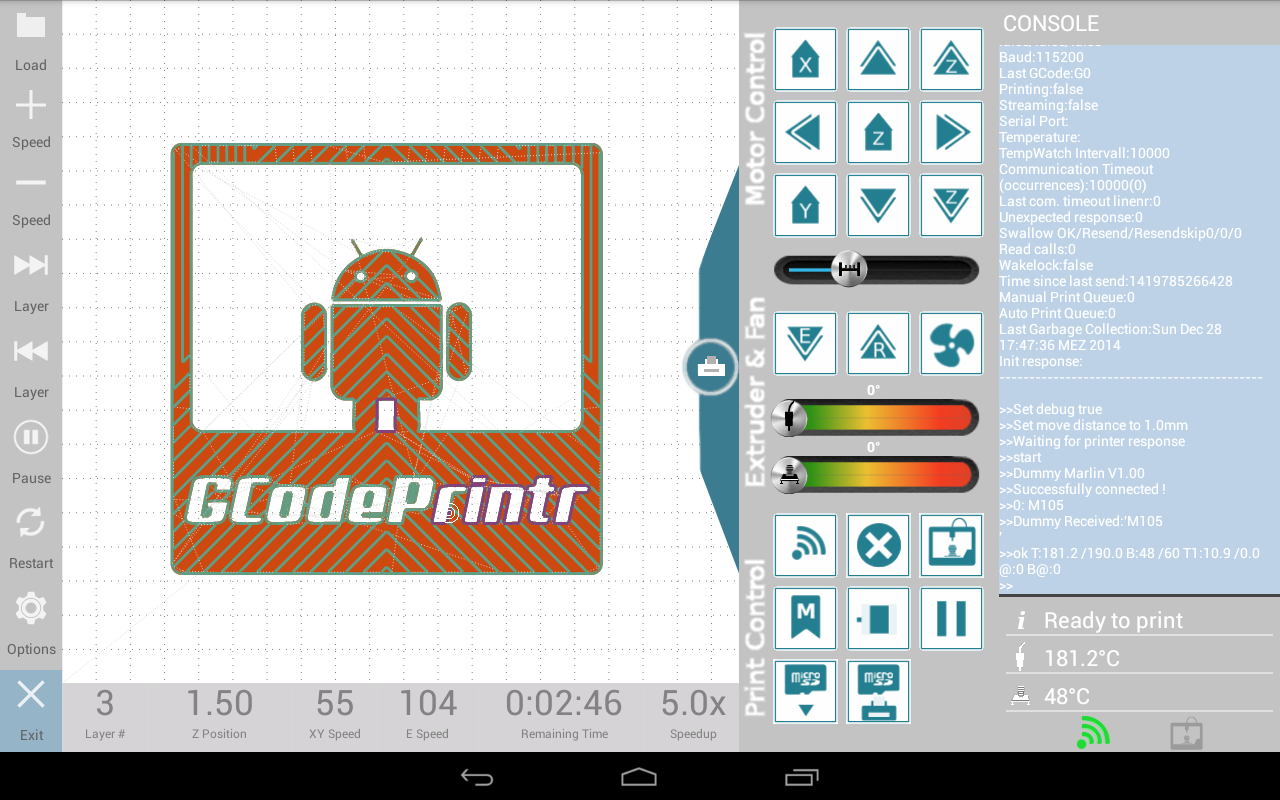 Load
Speed
Speed
Layer
Layer
Pause
Restart
Options
Exit
GCodePrintr
3
1.50
55
104
0:02:46
5.0x
Layer #
Z Position
XY Speed
E Speed
Remaining Time
Speedup
Motor Control
X
Z
Z
Y
Z
Extruder & Fan
E
R
0°
0°
Print Control
M
micro SD
micro SD
CONSOLE
Baud:115200
Last GCode:G0
Printing:false
Streaming:false
Serial Port:
Temperature:
TempWatch Intervall:10000
Communication Timeout
(occurrences):10000(0)
Last com. timeout linenr:0
Unexpected response:0
Swallow OK/Resend/Resendskip0/0/0
Read calls:0
Wakelock:false
Time since last send:1419785266428
Manual Print Queue:0
Auto Print Queue:0
Last Garbage Collection:Sun Dec 28
17:47:36 MEZ 2014
Init response:
>>Set debug true
>>Set move distance to 1.0mm
>>Waiting for printer response
>>start
>>Dummy Marlin V1.00
>>Successfully connected !
>>0: M105
>>Dummy Received:'M105
'
>>ok T:181.2 /190.0 B:48 /60 T1:10.9 /0.0
@:0 B@:0
>>
i Ready to print
181.2°C
48°C